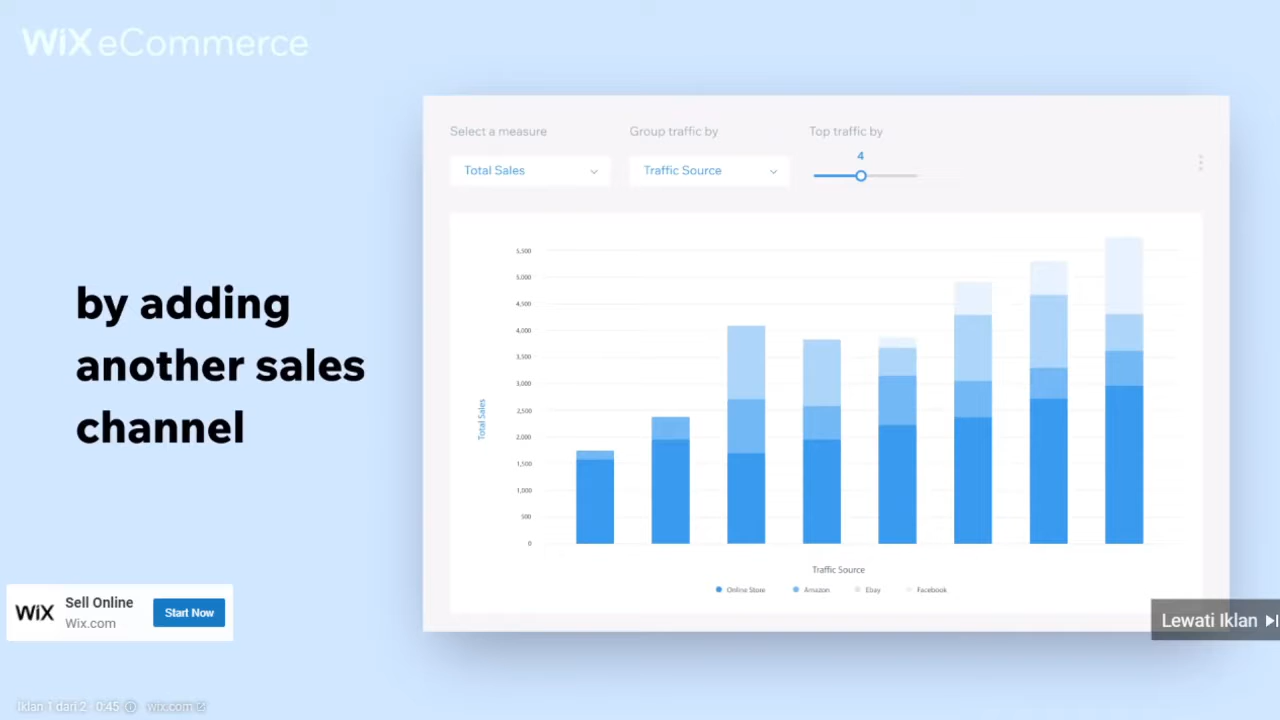 WiX eCommerce
Select a measure
Group traffic by
Top traffic by
4
Total Sales
Traffic Source
by adding
another sales
channel
5,500
5,000
4,500
4,000
3,500
3,000
2,500
2,000
1,500
1,000
500
0
Total Sales
Traffic Source
Online Store
Amazon
Ebay
Facebook
WiX
Sell Online
Wix.com
Start Now
Lewati Iklan
Iklan 1 dari 2 · 0:45
wix.com